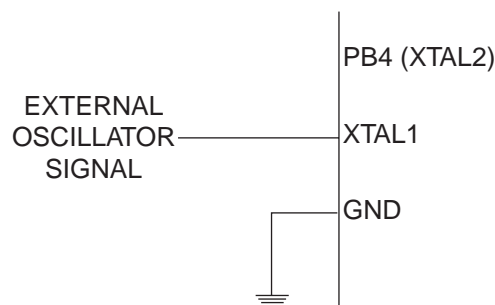 PB4 (XTAL2)
EXTERNAL
OSCILLATOR
SIGNAL
XTAL1
GND